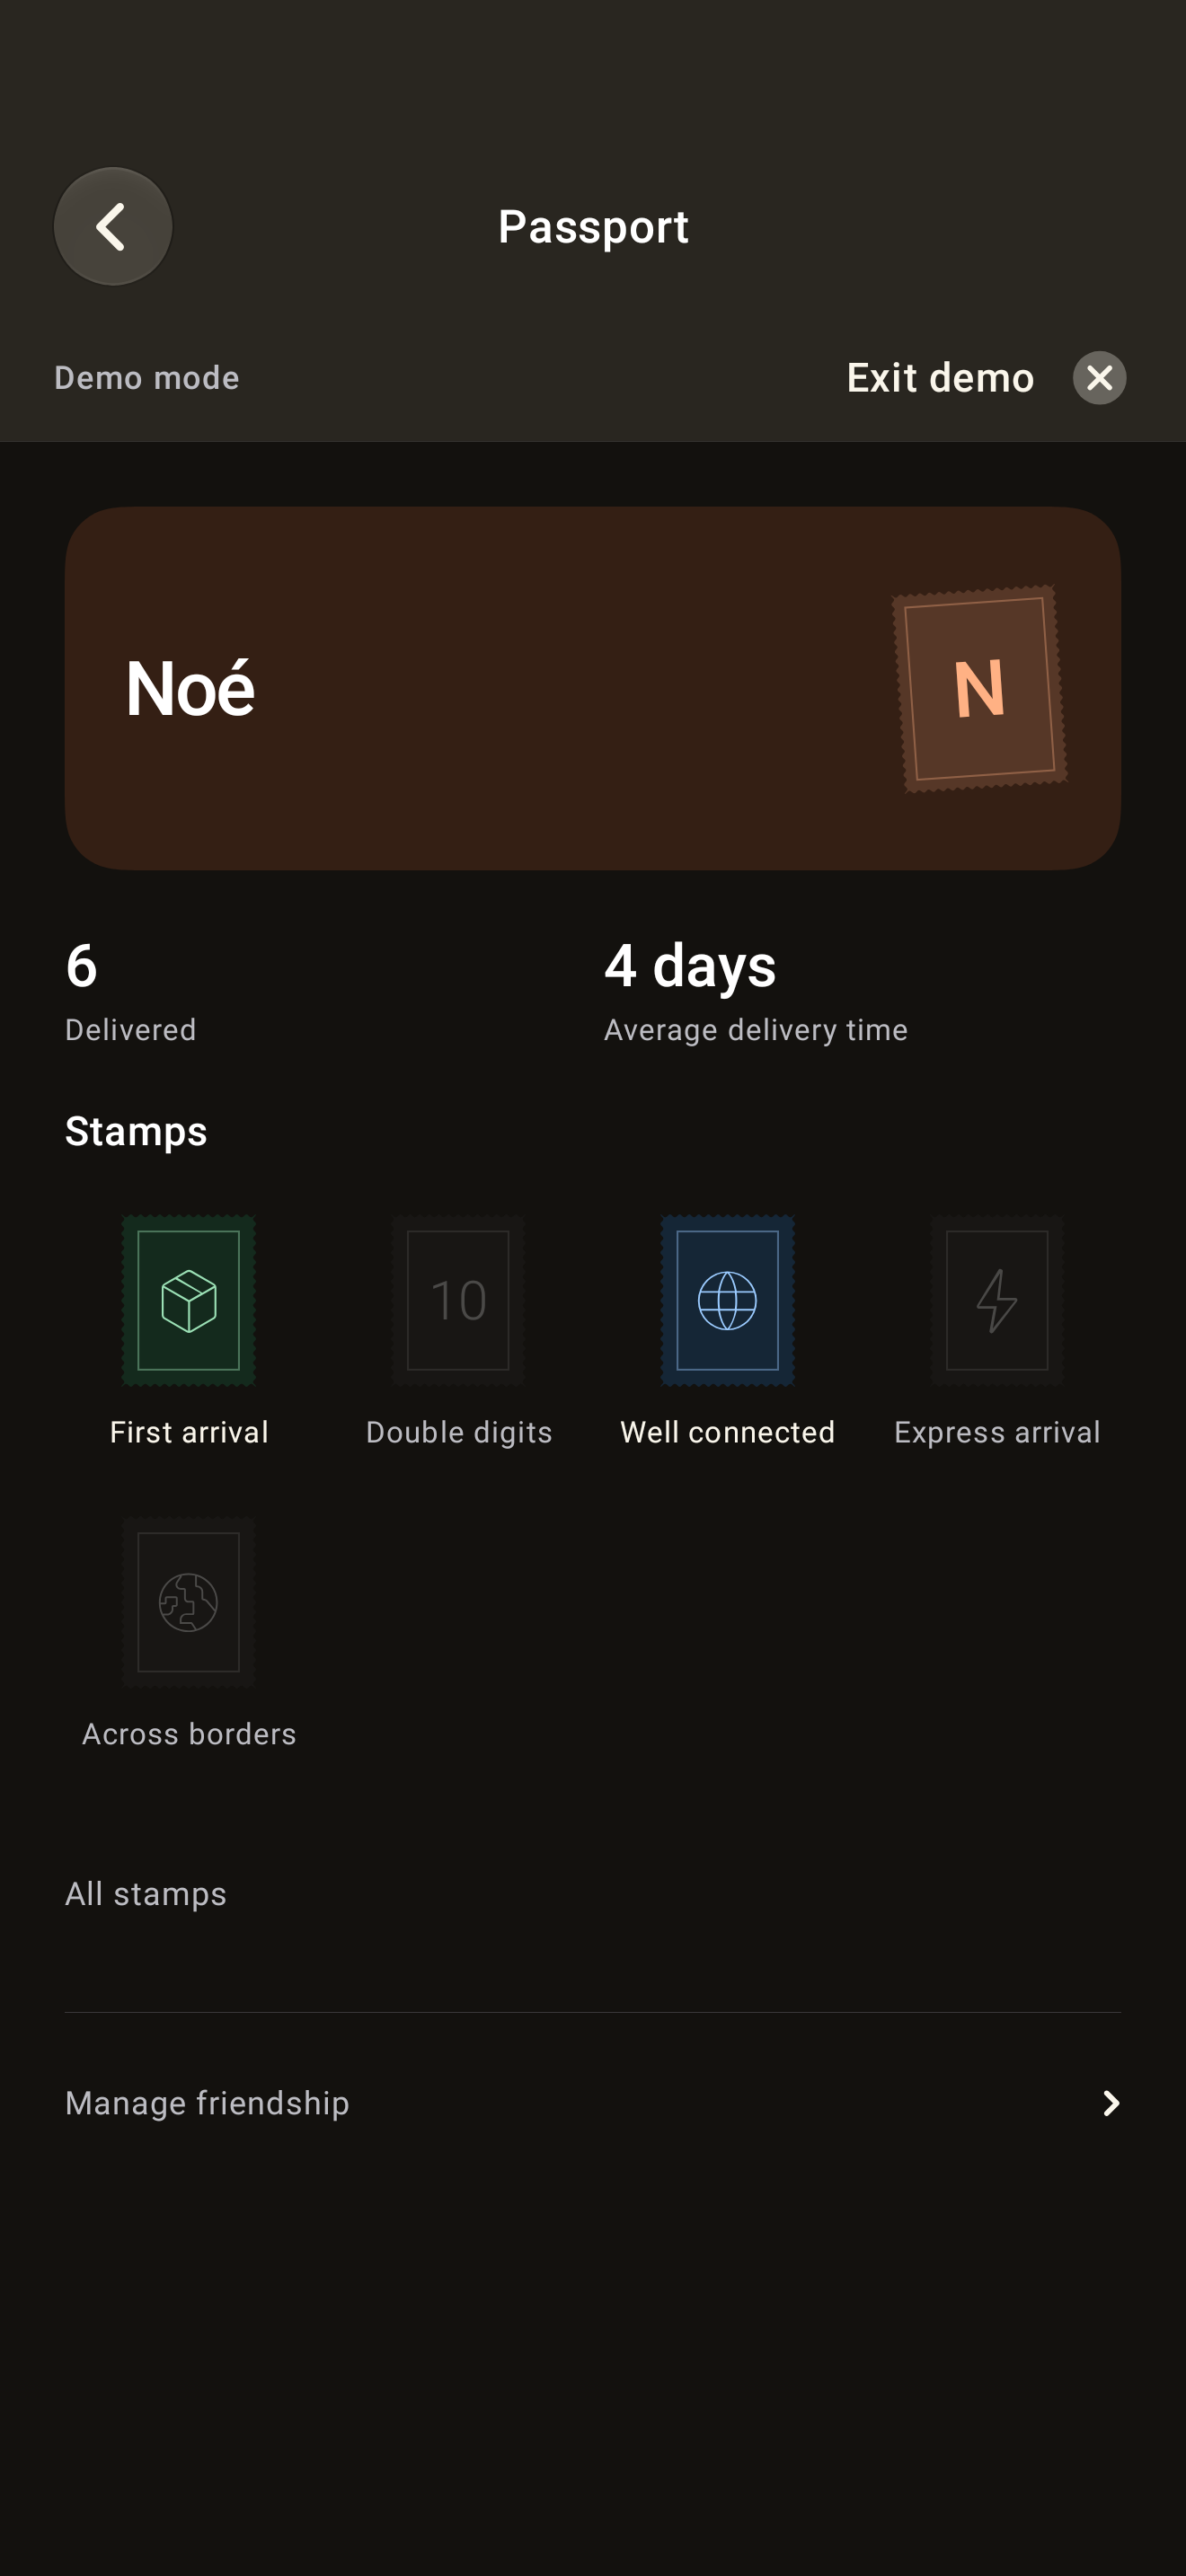 Passport
Demo mode
Exit demo
Noé
N
6
Delivered
4 days
Average delivery time
Stamps
10
First arrival
Double digits
Well connected
Express arrival
Across borders
All stamps
Manage friendship